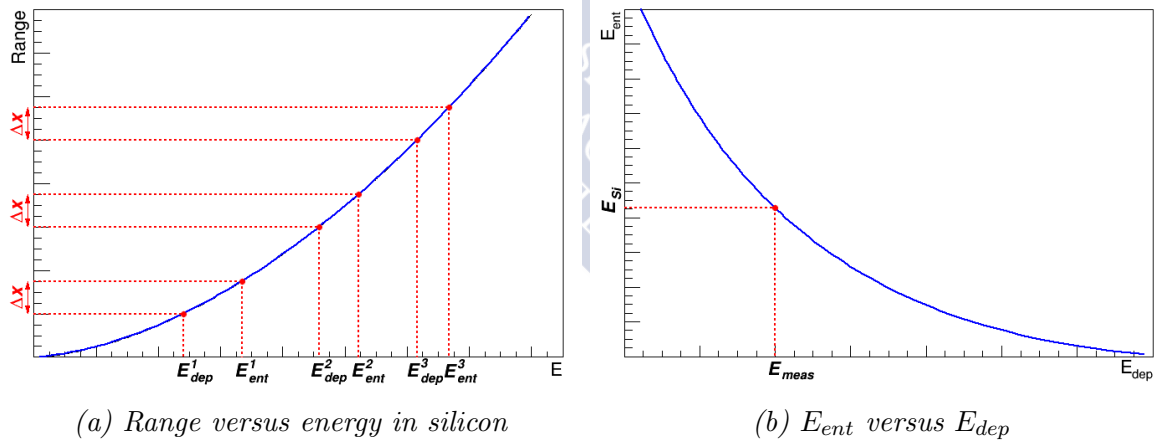 Range
Δx
Δx
Δx
E^1_dep E^1_ent E^2_dep E^2_ent E^3_dep E^3_ent E
(a) Range versus energy in silicon
E_ent
E_Si
E_meas E_dep
(b) E_ent versus E_dep